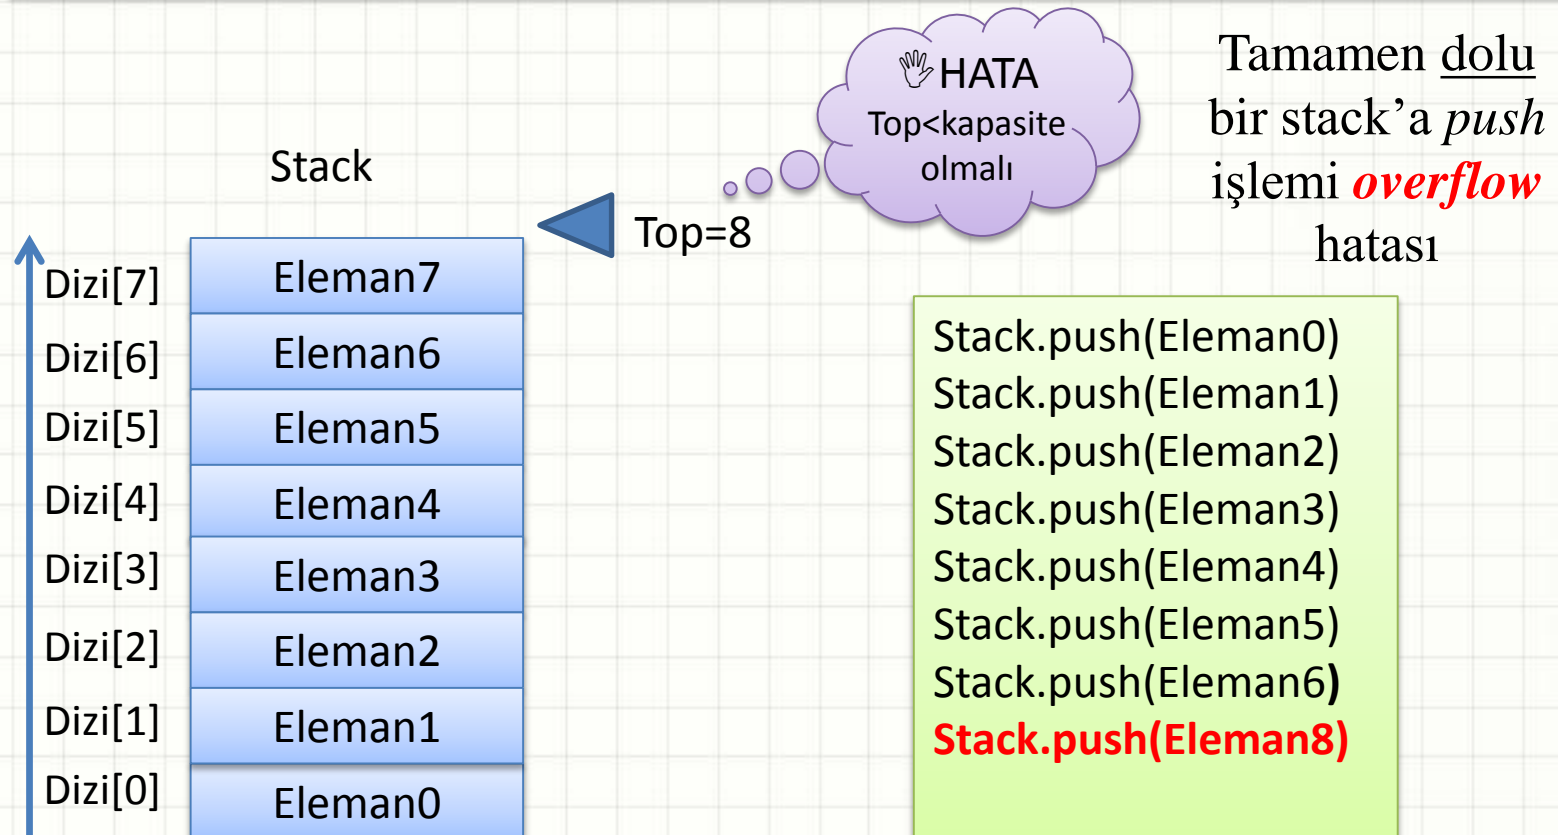 🖐HATA
Top<kapasite
olmalı
Tamamen dolu
bir stack’a push
işlemi overflow
hatası
Stack
Top=8
Dizi[7]
Eleman7
Dizi[6]
Eleman6
Dizi[5]
Eleman5
Dizi[4]
Eleman4
Dizi[3]
Eleman3
Dizi[2]
Eleman2
Dizi[1]
Eleman1
Dizi[0]
Eleman0
Stack.push(Eleman0)
Stack.push(Eleman1)
Stack.push(Eleman2)
Stack.push(Eleman3)
Stack.push(Eleman4)
Stack.push(Eleman5)
Stack.push(Eleman6)
Stack.push(Eleman8)